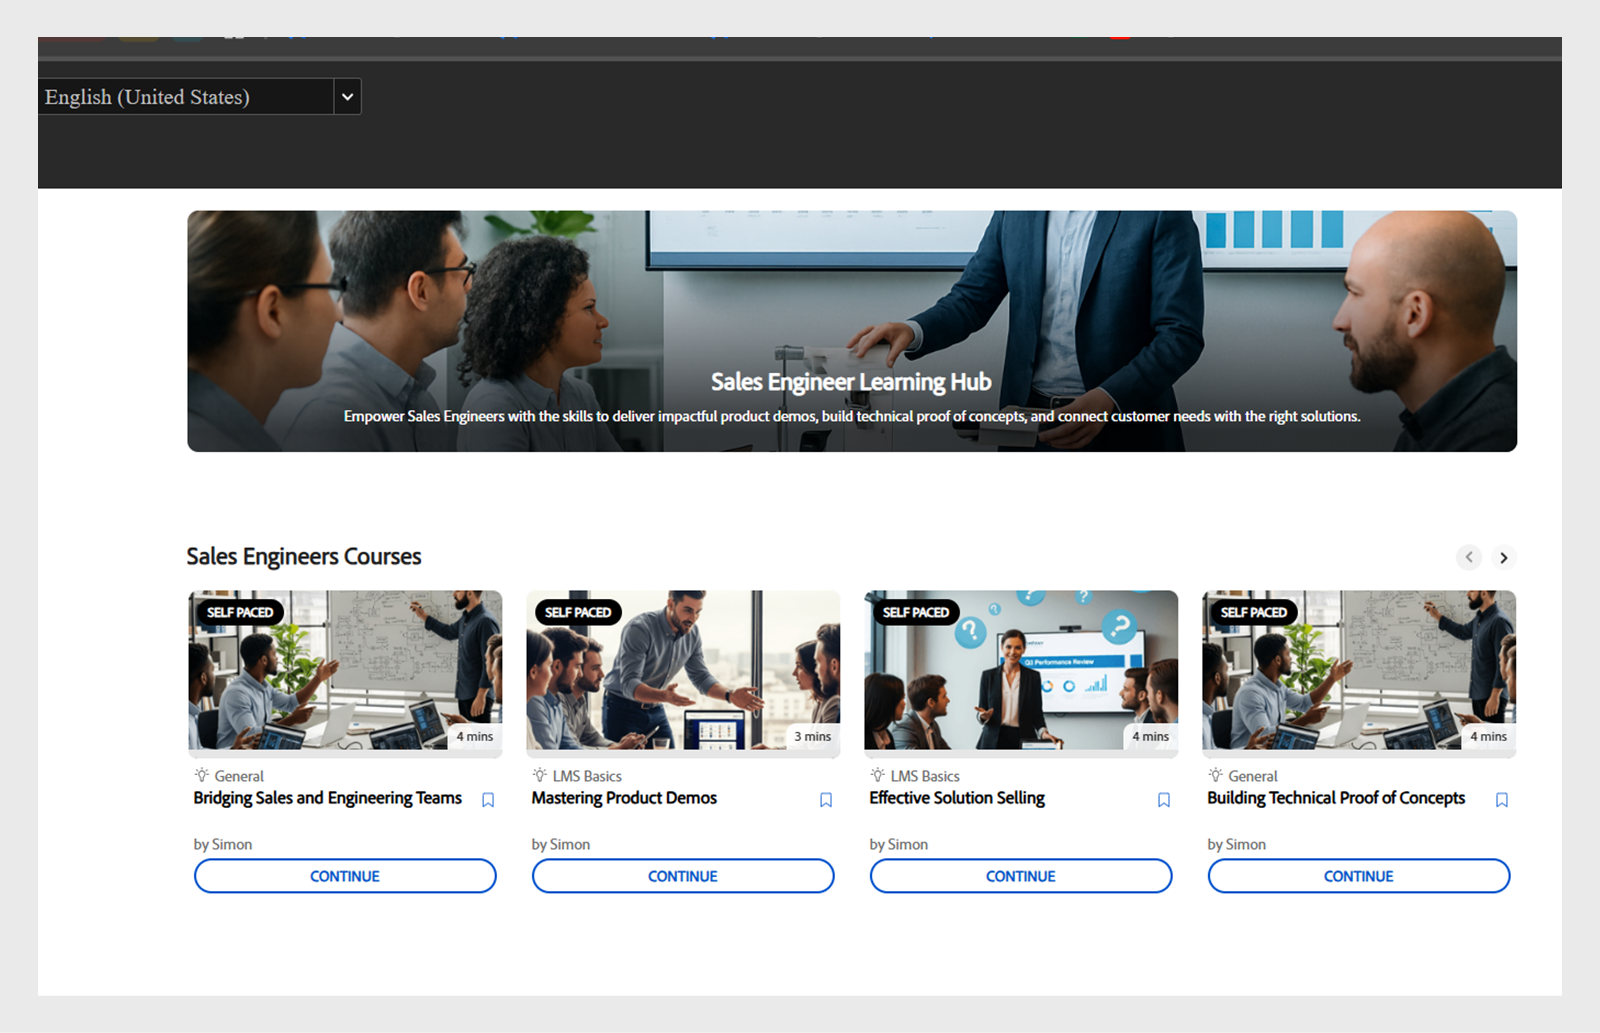 English (United States)
Sales Engineer Learning Hub
Empower Sales Engineers with the skills to deliver impactful product demos, build technical proof of concepts, and connect customer needs with the right solutions.
Sales Engineers Courses
SELF PACED
4 mins
General
Bridging Sales and Engineering Teams
by Simon
CONTINUE
SELF PACED
3 mins
LMS Basics
Mastering Product Demos
by Simon
CONTINUE
SELF PACED
Q3 Performance Review
4 mins
LMS Basics
Effective Solution Selling
by Simon
CONTINUE
SELF PACED
4 mins
General
Building Technical Proof of Concepts
by Simon
CONTINUE